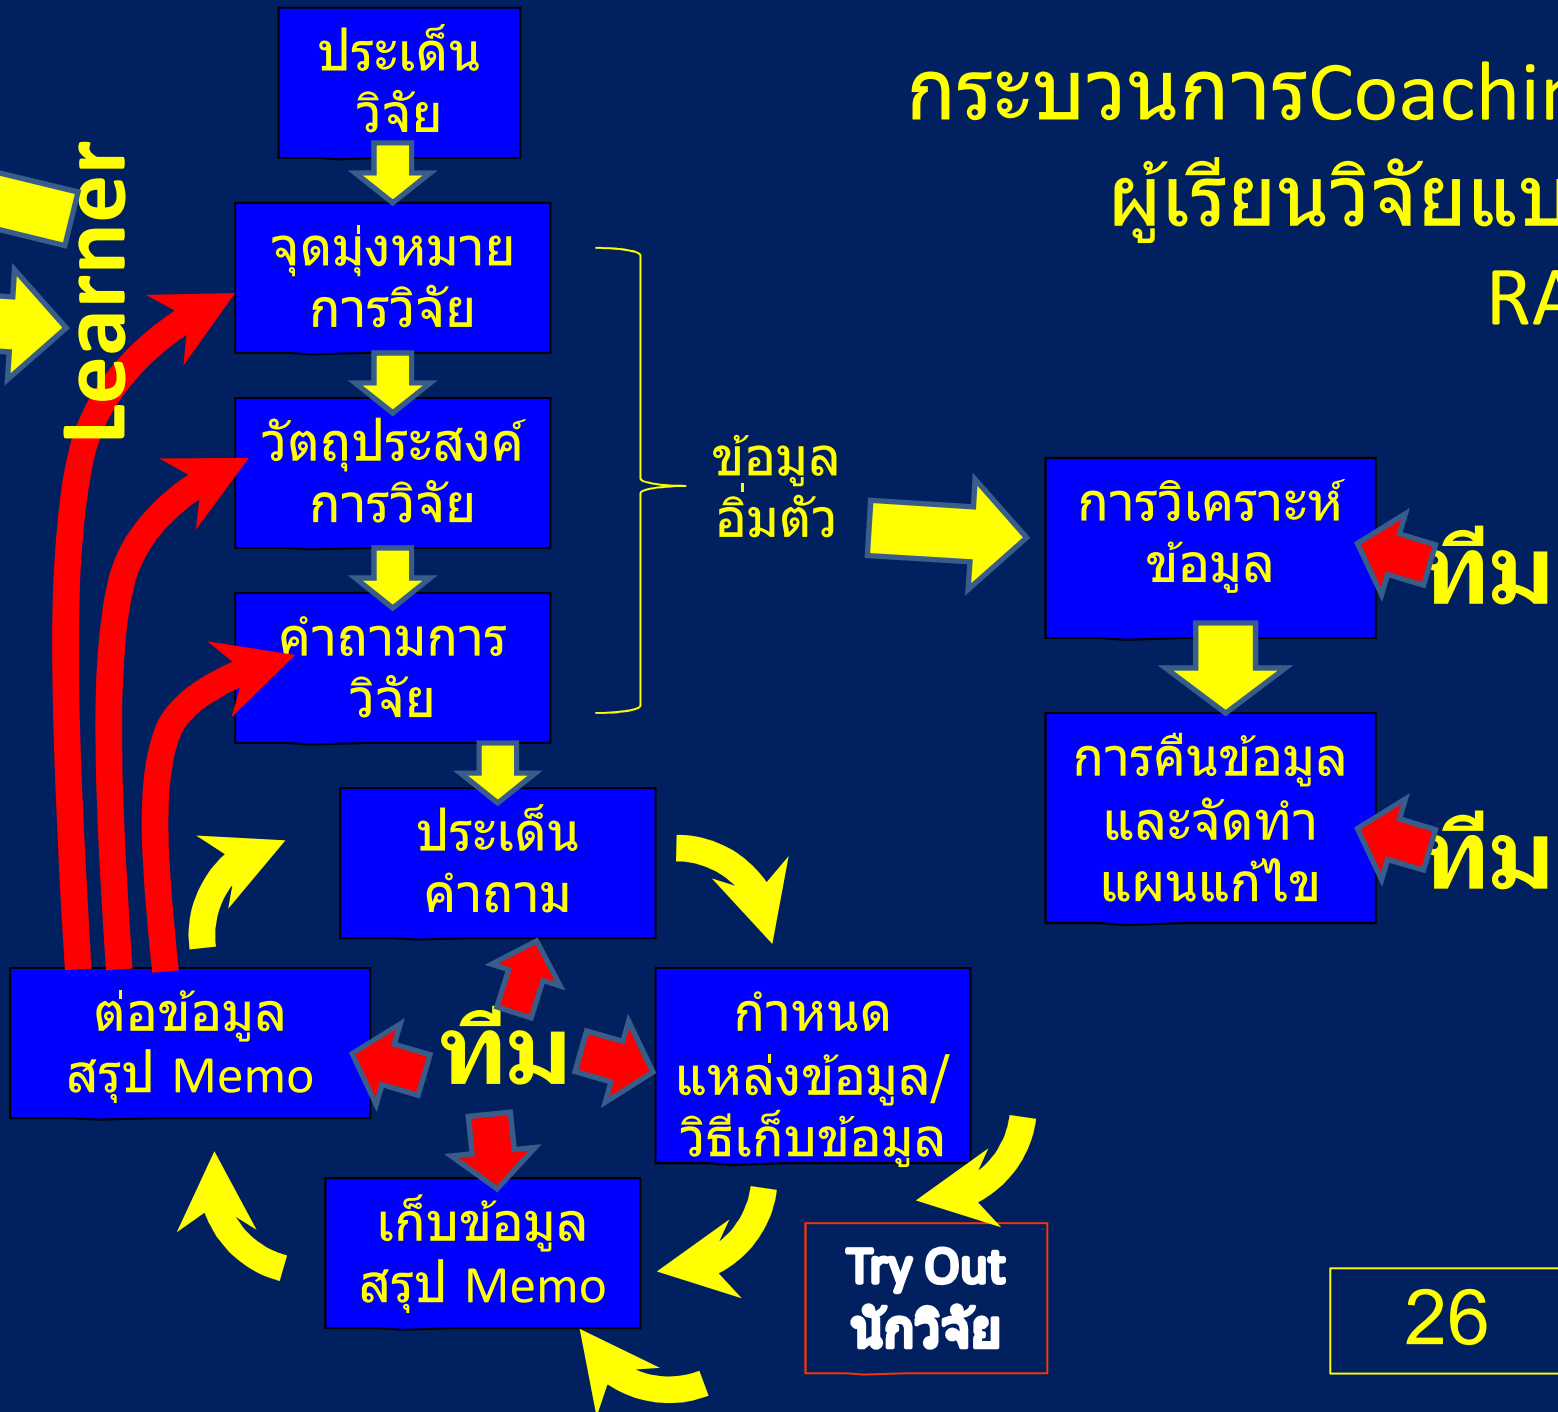 กระบวนการCoachin
ผู้เรียนวิจัยแบ
RA
Learner
ประเด็น
วิจัย
จุดมุ่งหมาย
การวิจัย
วัตถุประสงค์
การวิจัย
คำถามการ
วิจัย
ข้อมูล
อิ่มตัว
การวิเคราะห์
ข้อมูล
ทีม
การคืนข้อมูล
และจัดทำ
แผนแก้ไข
ทีม
ประเด็น
คำถาม
ต่อข้อมูล
สรุป Memo
ทีม
กำหนด
แหล่งข้อมูล/
วิธีเก็บข้อมูล
เก็บข้อมูล
สรุป Memo
Try Out
นักวิจัย
26